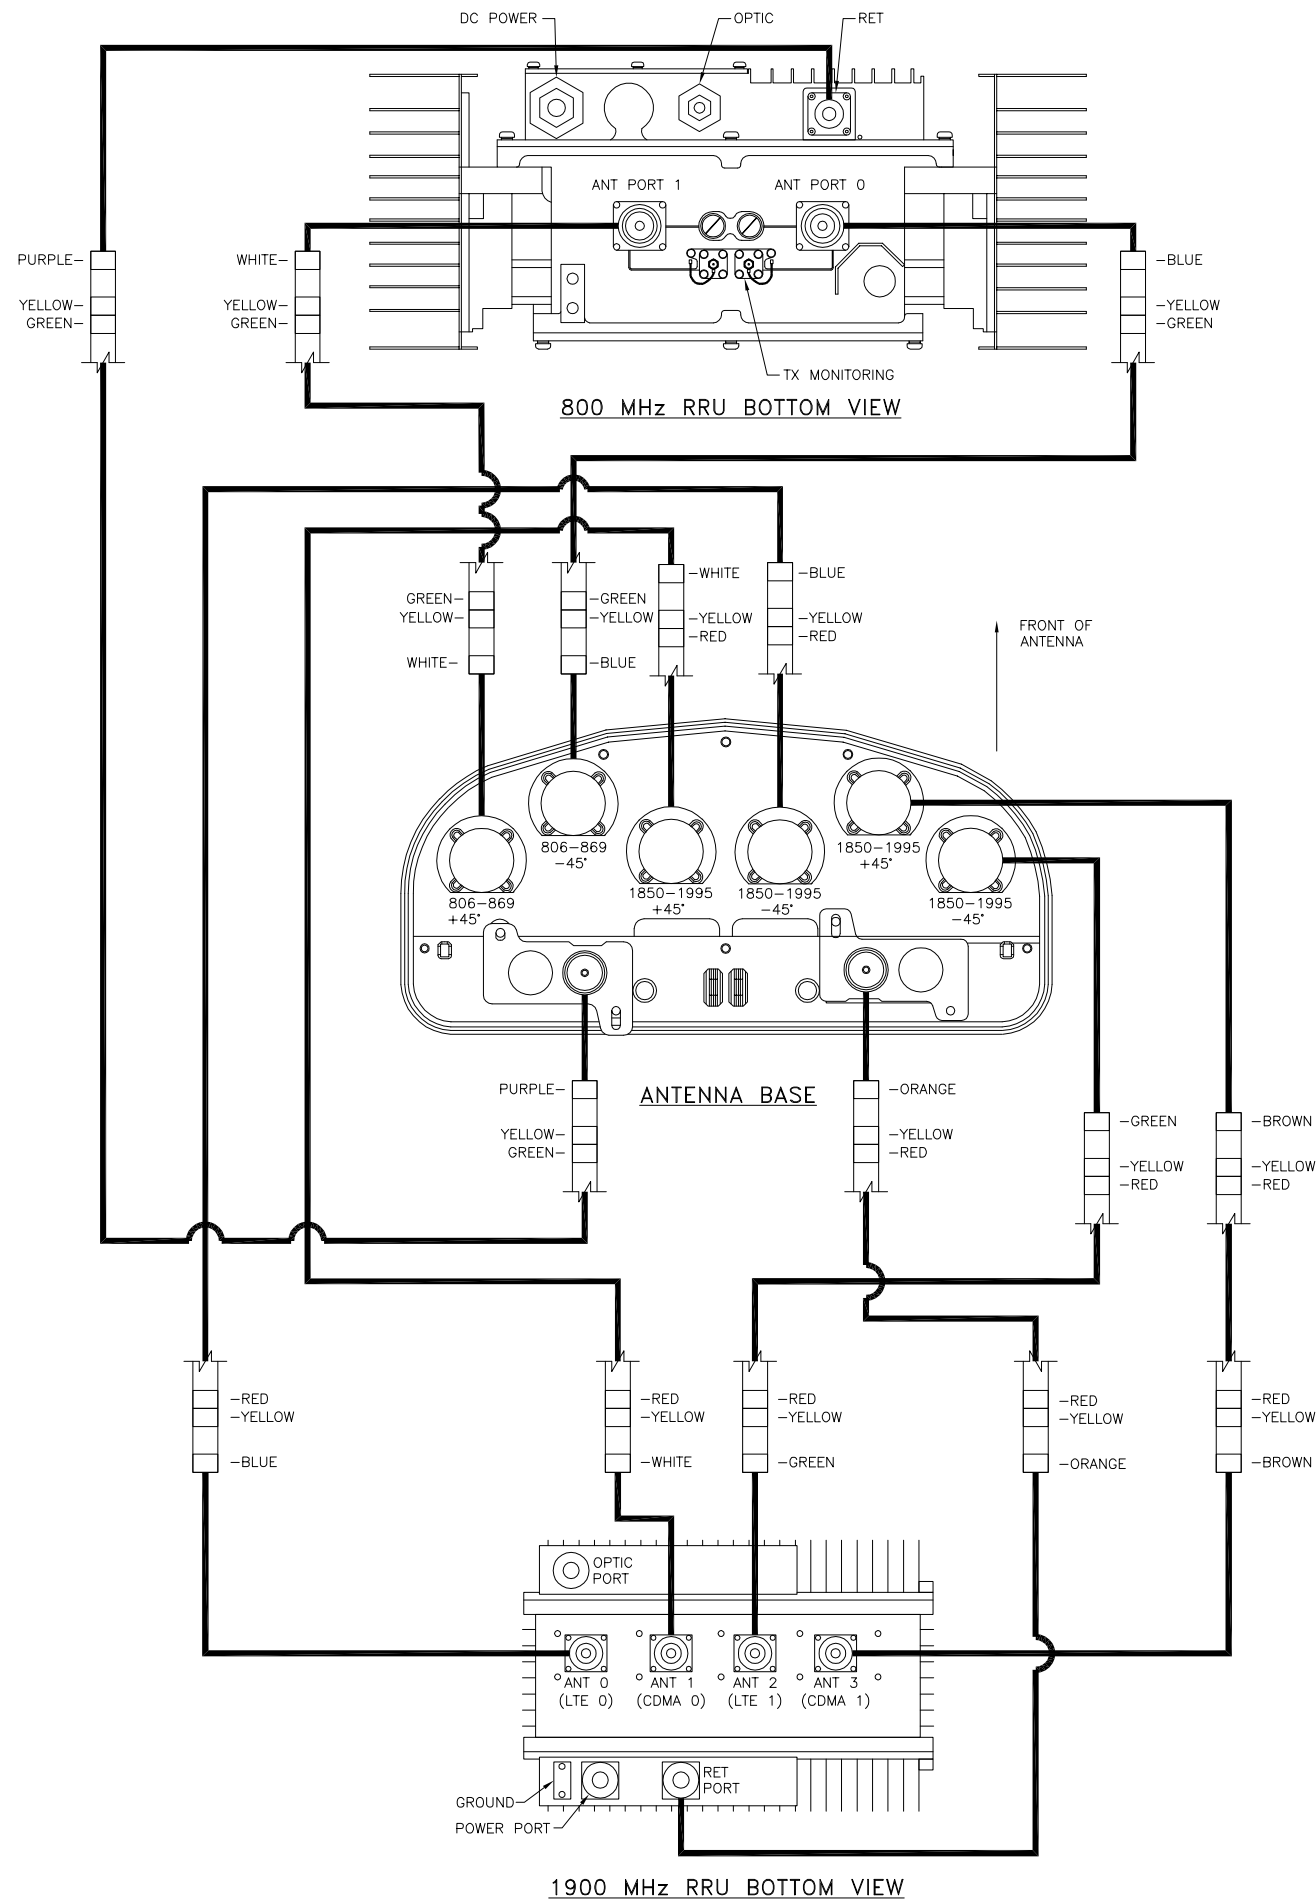 DC POWER
OPTIC
RET
ANT PORT 1
ANT PORT 0
PURPLE
YELLOW
GREEN
WHITE
YELLOW
GREEN
BLUE
YELLOW
GREEN
TX MONITORING
800 MHz RRU BOTTOM VIEW
GREEN
YELLOW
WHITE
GREEN
YELLOW
BLUE
WHITE
YELLOW
RED
BLUE
YELLOW
RED
FRONT OF
ANTENNA
806-869
+45°
806-869
-45°
1850-1995
+45°
1850-1995
-45°
1850-1995
+45°
1850-1995
-45°
ANTENNA BASE
PURPLE
YELLOW
GREEN
ORANGE
YELLOW
RED
GREEN
YELLOW
RED
BROWN
YELLOW
RED
RED
YELLOW
BLUE
RED
YELLOW
WHITE
RED
YELLOW
GREEN
RED
YELLOW
ORANGE
RED
YELLOW
BROWN
OPTIC
PORT
ANT 0
(LTE 0)
ANT 1
(CDMA 0)
ANT 2
(LTE 1)
ANT 3
(CDMA 1)
RET
PORT
GROUND
POWER PORT
1900 MHz RRU BOTTOM VIEW